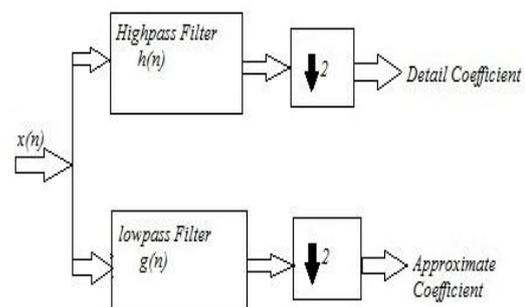 Highpass Filter
h(n)
2
Detail Coefficient
x(n)
lowpass Filter
g(n)
2
Approximate
Coefficient